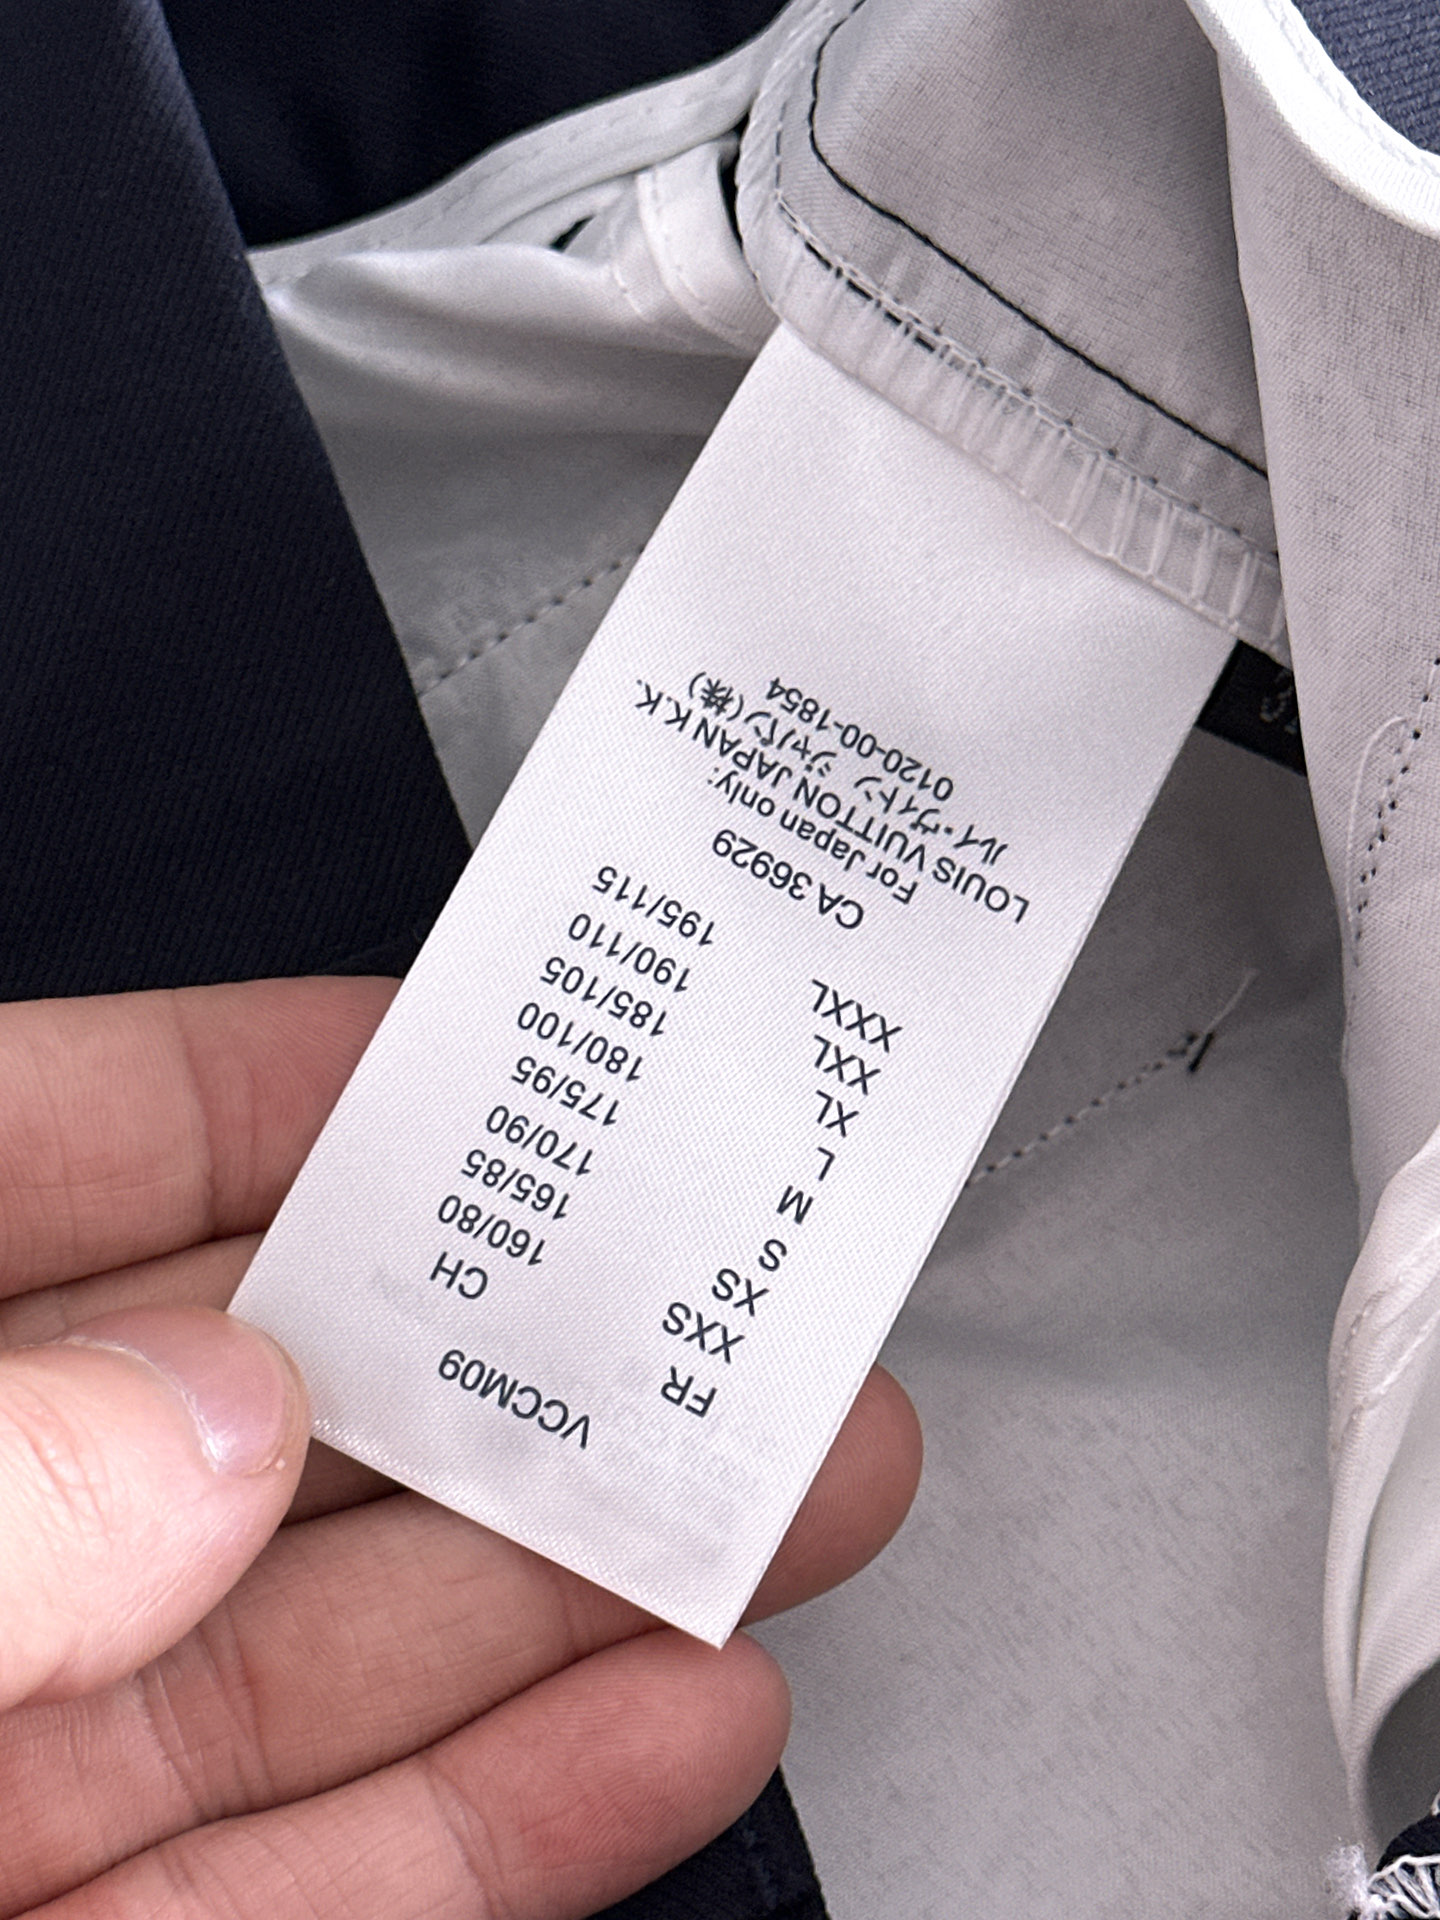 VCCM09
FR CH
XXS 160/80
XS 165/85
S 170/90
M 175/95
L 180/100
XL 185/105
XXL 190/110
XXXL 195/115
CA 36929
For Japan only:
LOUIS VUITTON JAPAN K.K.
ルイ・ヴィトン ジャパン(株)
0120-00-1854